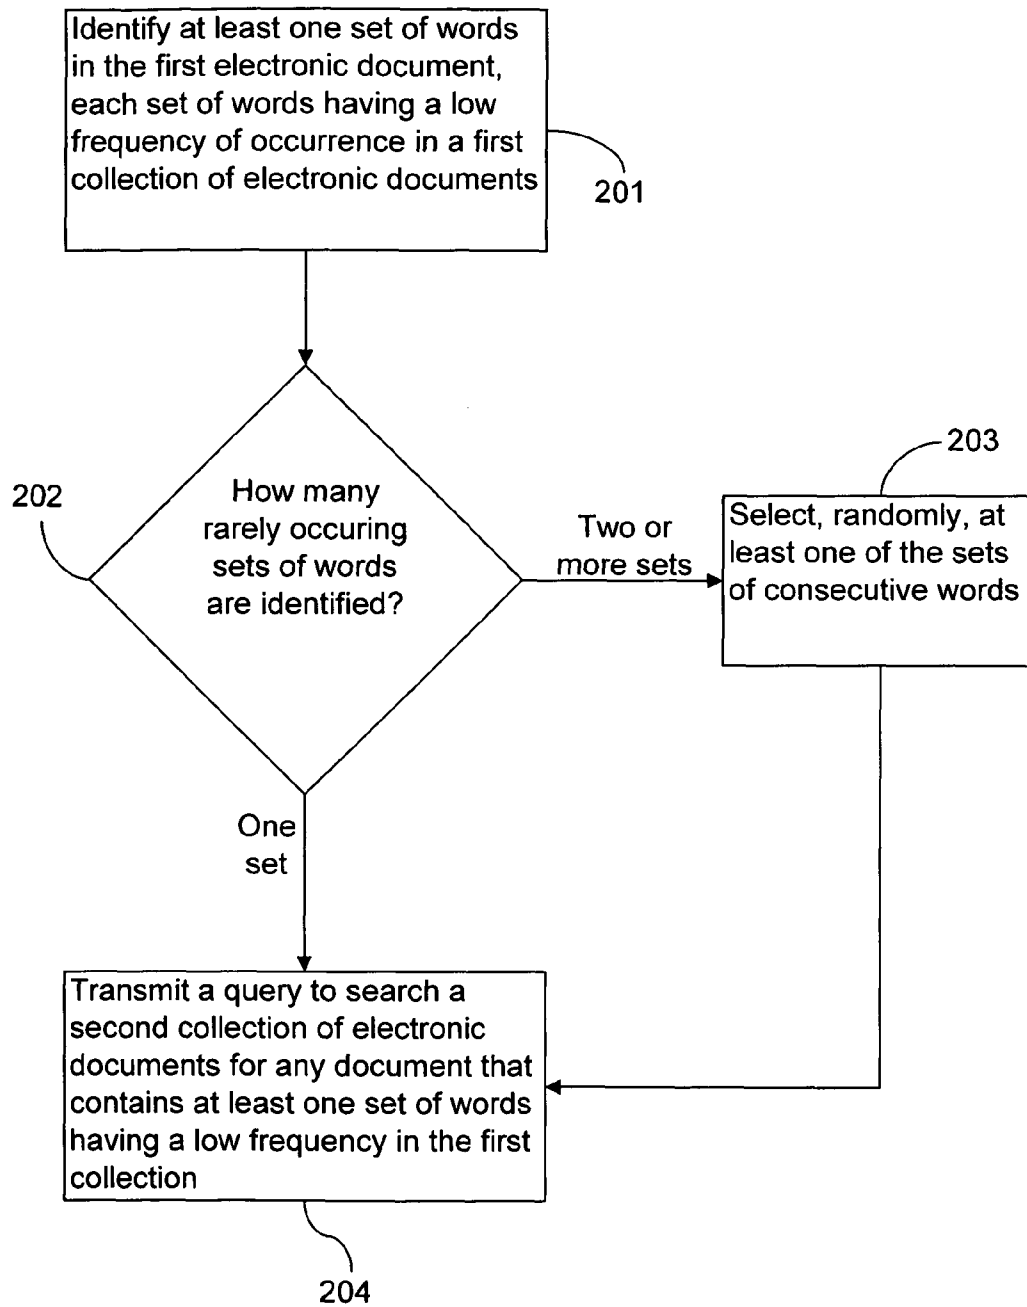 Identify at least one set of words
in the first electronic document,
each set of words having a low
frequency of occurrence in a first
collection of electronic documents
201
203
202
How many
rarely occuring
sets of words
are identified?
Two or
more sets
Select, randomly, at
least one of the sets
of consecutive words
One
set
Transmit a query to search a
second collection of electronic
documents for any document that
contains at least one set of words
having a low frequency in the first
collection
204